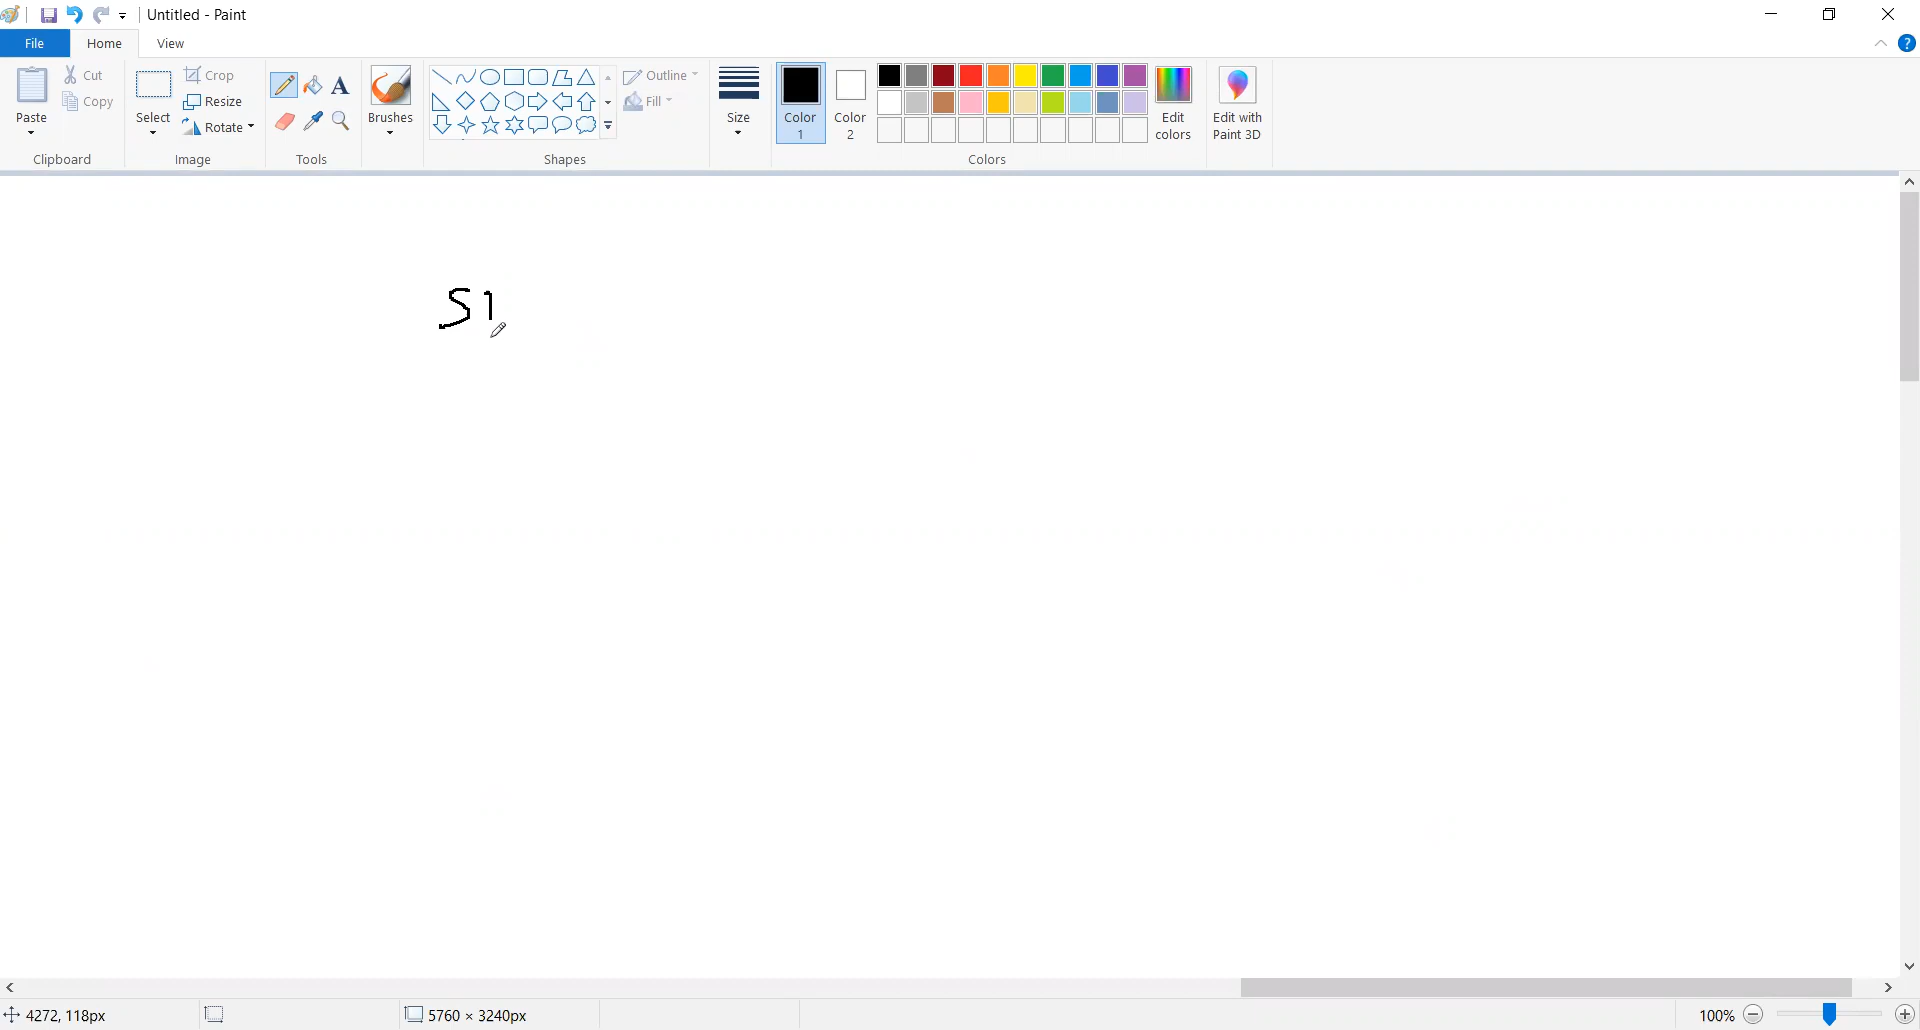 Untitled - Paint
File Home View
Paste
Cut
Copy
Clipboard
Select
Crop
Resize
Rotate
Image
A
Tools
Brushes
Outline
Fill
Shapes
Size
Color 1
Color 2
Edit colors
Colors
Edit with Paint 3D
?
S1
4272, 118px
5760 × 3240px
100%